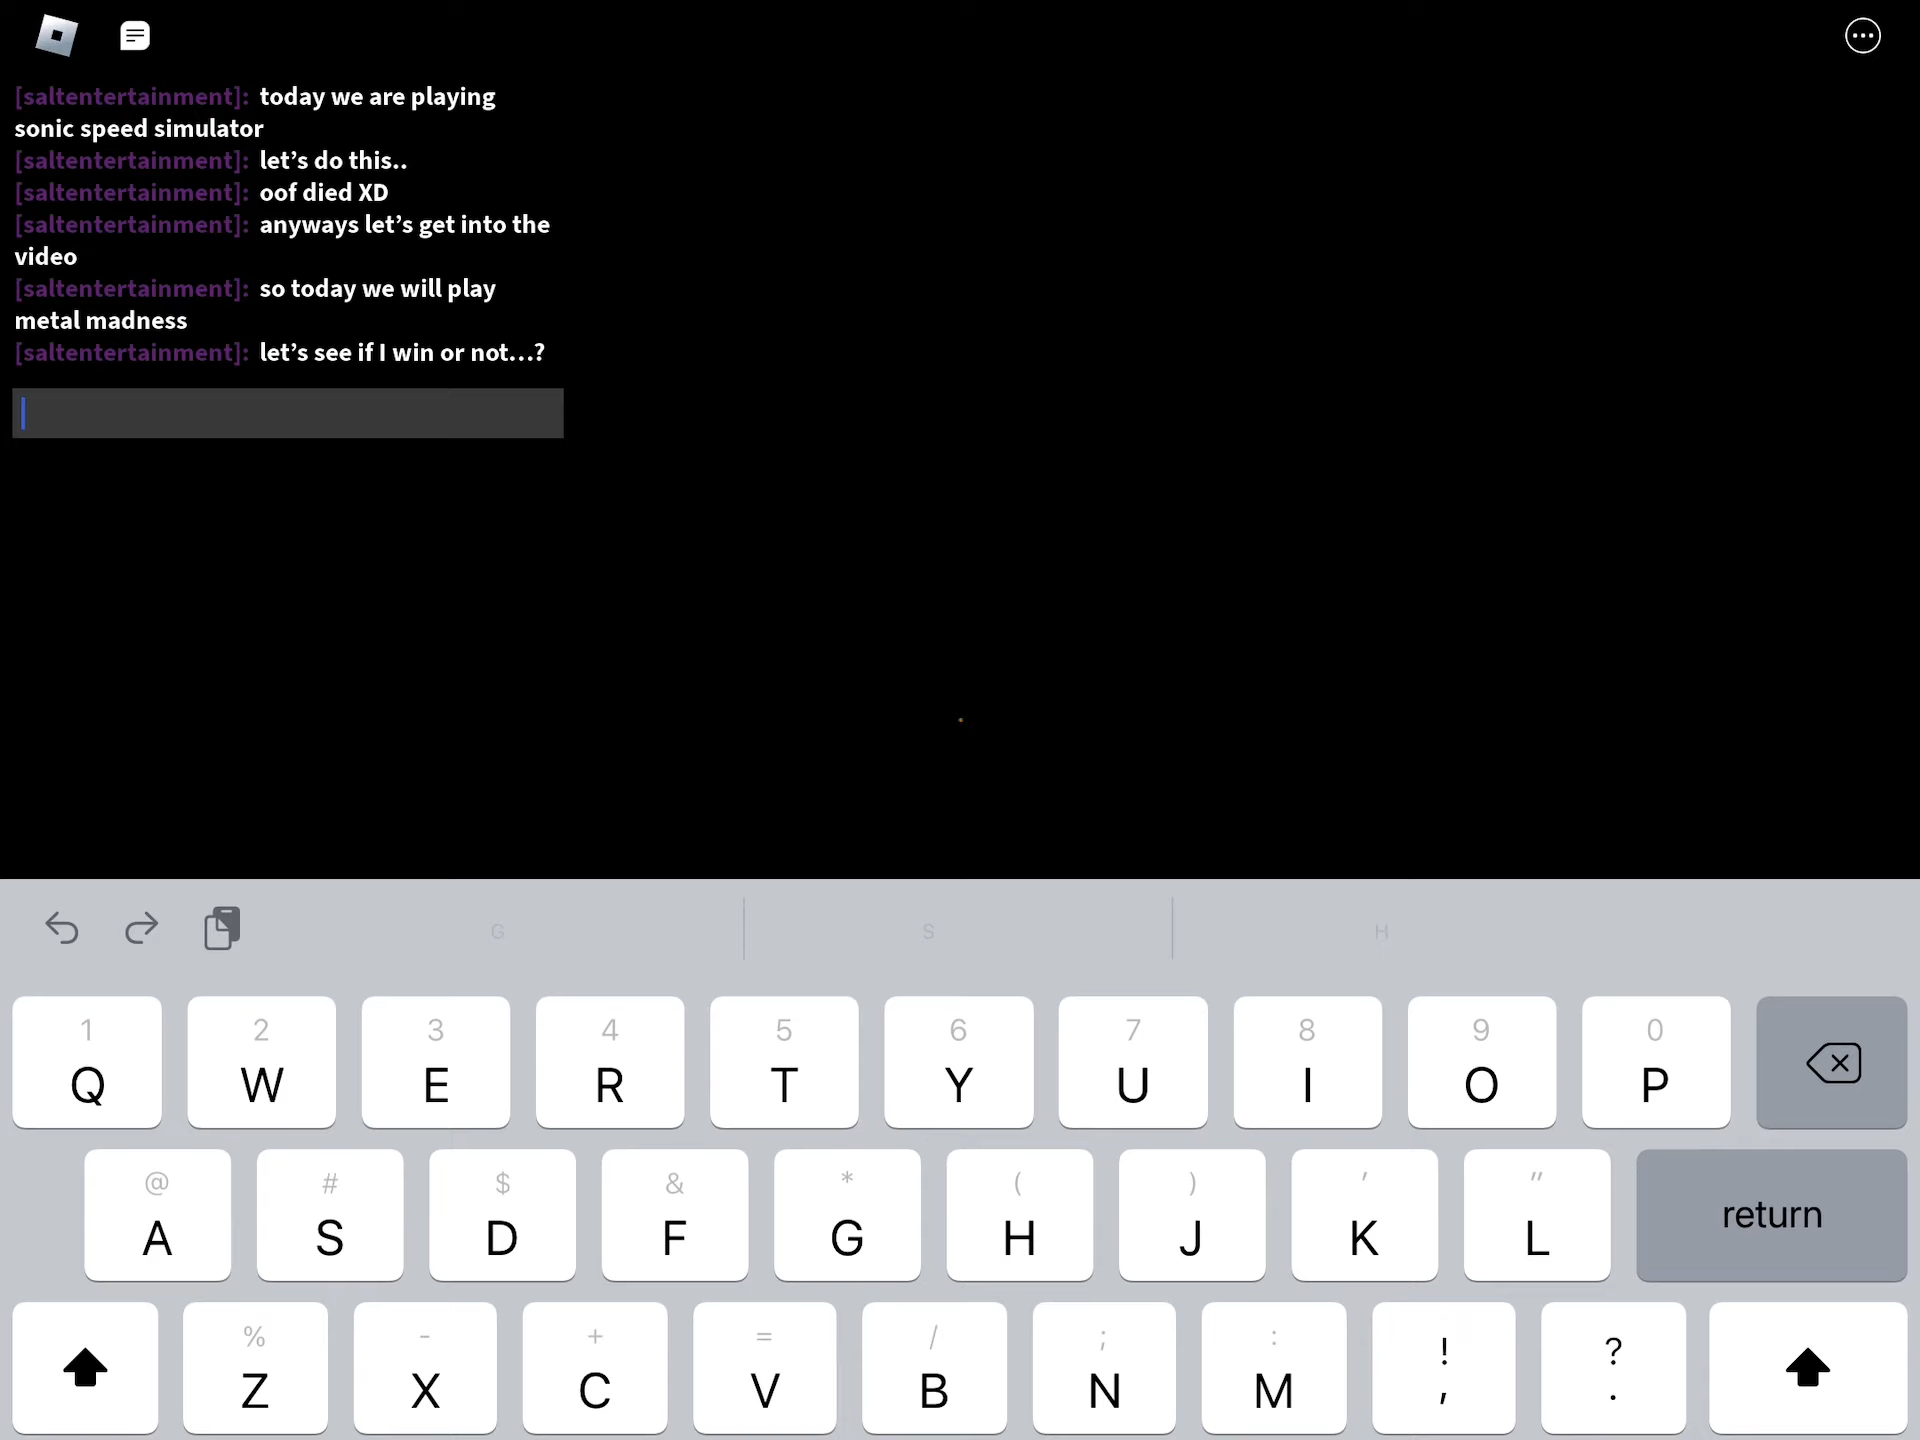 [saltentertainment]: today we are playing
sonic speed simulator
[saltentertainment]: let’s do this..
[saltentertainment]: oof died XD
[saltentertainment]: anyways let’s get into the
video
[saltentertainment]: so today we will play
metal madness
[saltentertainment]: let’s see if I win or not...?
G S H
1 2 3 4 5 6 7 8 9 0
Q W E R T Y U I O P
@ # $ & * ( ) ' "
A S D F G H J K L return
% - + = / ; : ! ?
Z X C V B N M , .